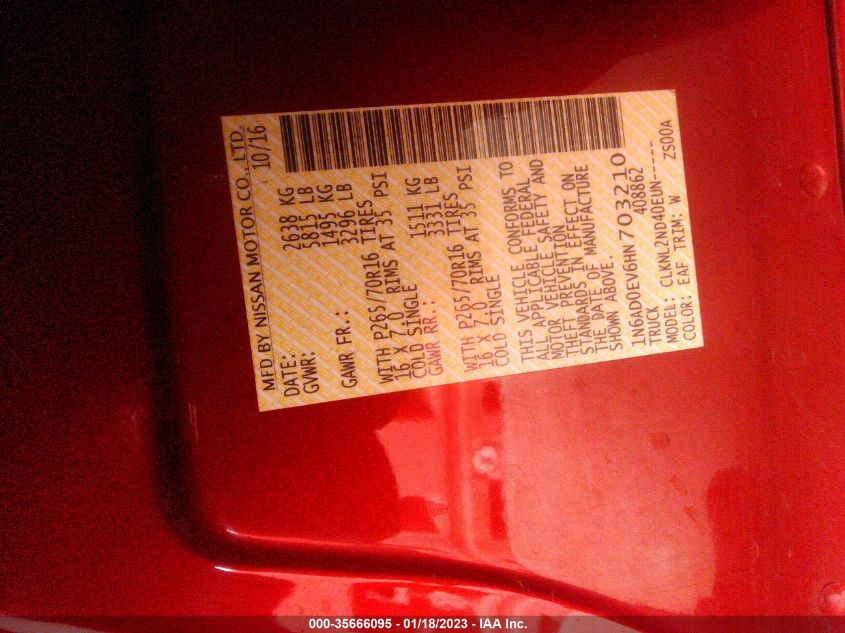 MFD BY NISSAN MOTOR CO., LTD.
DATE: 10/16
GVWR: 2638 KG
5815 LB
1495 KG
GAWR FR.: 3296 LB
WITH P265/70R16 TIRES
16 X 7.0 RIMS AT 35 PSI
COLD SINGLE
1511 KG
GAWR RR.: 3331 LB
WITH P265/70R16 TIRES
16 X 7.0 RIMS AT 35 PSI
COLD SINGLE
THIS VEHICLE CONFORMS TO
ALL APPLICABLE FEDERAL
MOTOR VEHICLE SAFETY AND
THEFT PREVENTION
STANDARDS IN EFFECT ON
THE DATE OF MANUFACTURE
SHOWN ABOVE.
1N6AD0EV6HN703210
TRUCK 408862
MODEL: CLKNL2ND40EUN-----
COLOR: EAF TRIM: W ZS00A
000-35666095 - 01/18/2023 - IAA Inc.